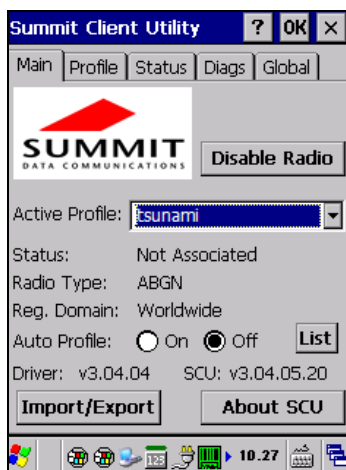 Summit Client Utility ? OK ×
Main Profile Status Diags Global
SUMMIT
DATA COMMUNICATIONS
Disable Radio
Active Profile: tsunami
Status: Not Associated
Radio Type: ABGN
Reg. Domain: Worldwide
Auto Profile: On Off List
Driver: v3.04.04 SCU: v3.04.05.20
Import/Export About SCU
123 10.27